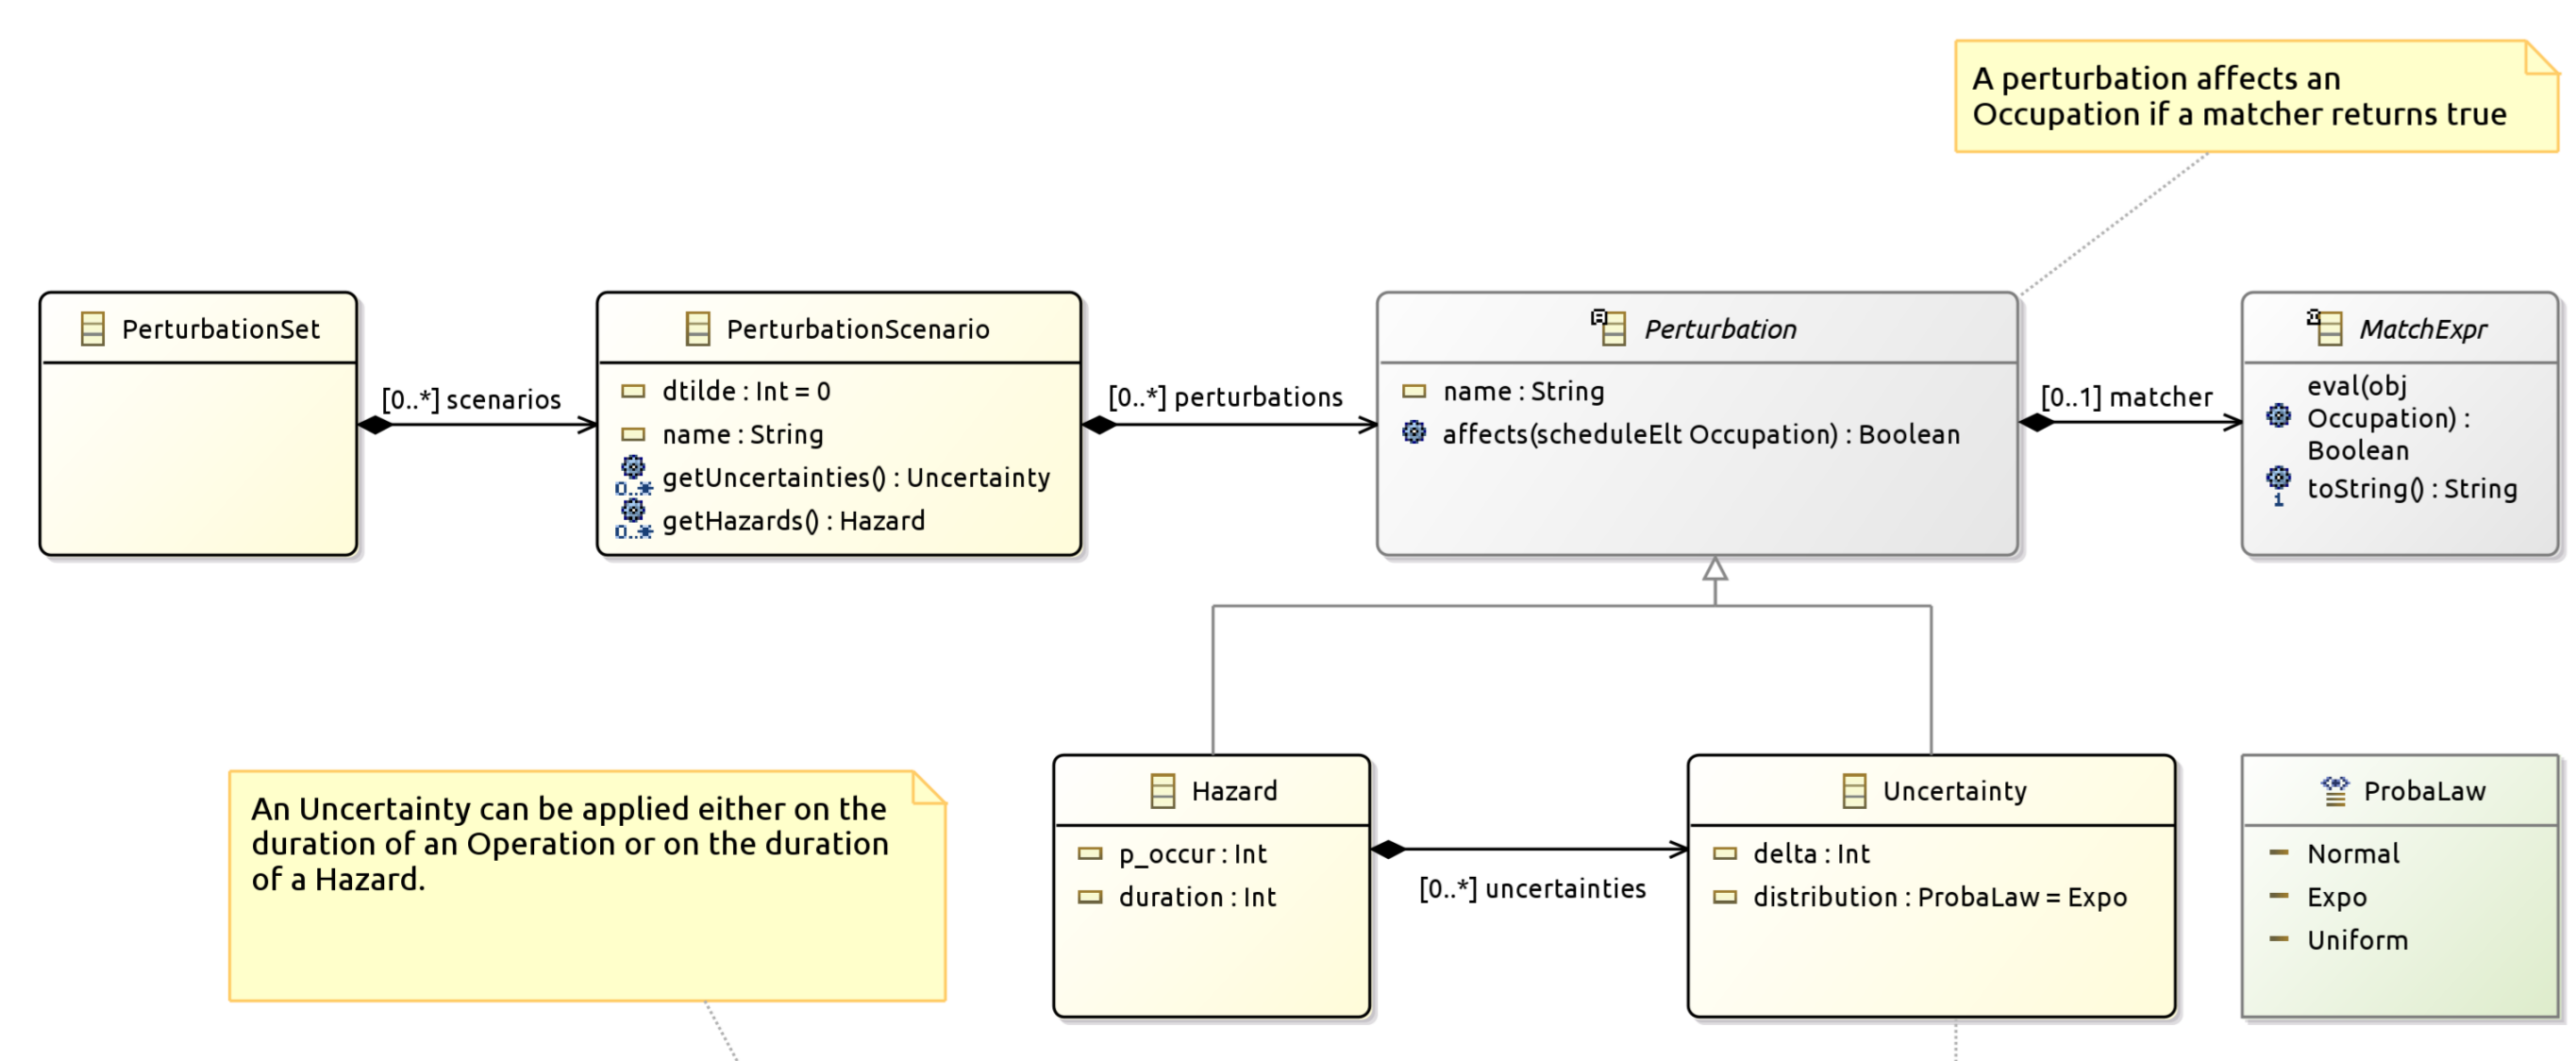 A perturbation affects an
Occupation if a matcher returns true
PerturbationSet
[0..*] scenarios
PerturbationScenario
dtilde : Int = 0
name : String
0..* getUncertainties() : Uncertainty
0..* getHazards() : Hazard
[0..*] perturbations
Perturbation
name : String
affects(scheduleElt Occupation) : Boolean
[0..1] matcher
MatchExpr
eval(obj
Occupation) :
Boolean
1 toString() : String
An Uncertainty can be applied either on the
duration of an Operation or on the duration
of a Hazard.
Hazard
p_occur : Int
duration : Int
[0..*] uncertainties
Uncertainty
delta : Int
distribution : ProbaLaw = Expo
ProbaLaw
Normal
Expo
Uniform